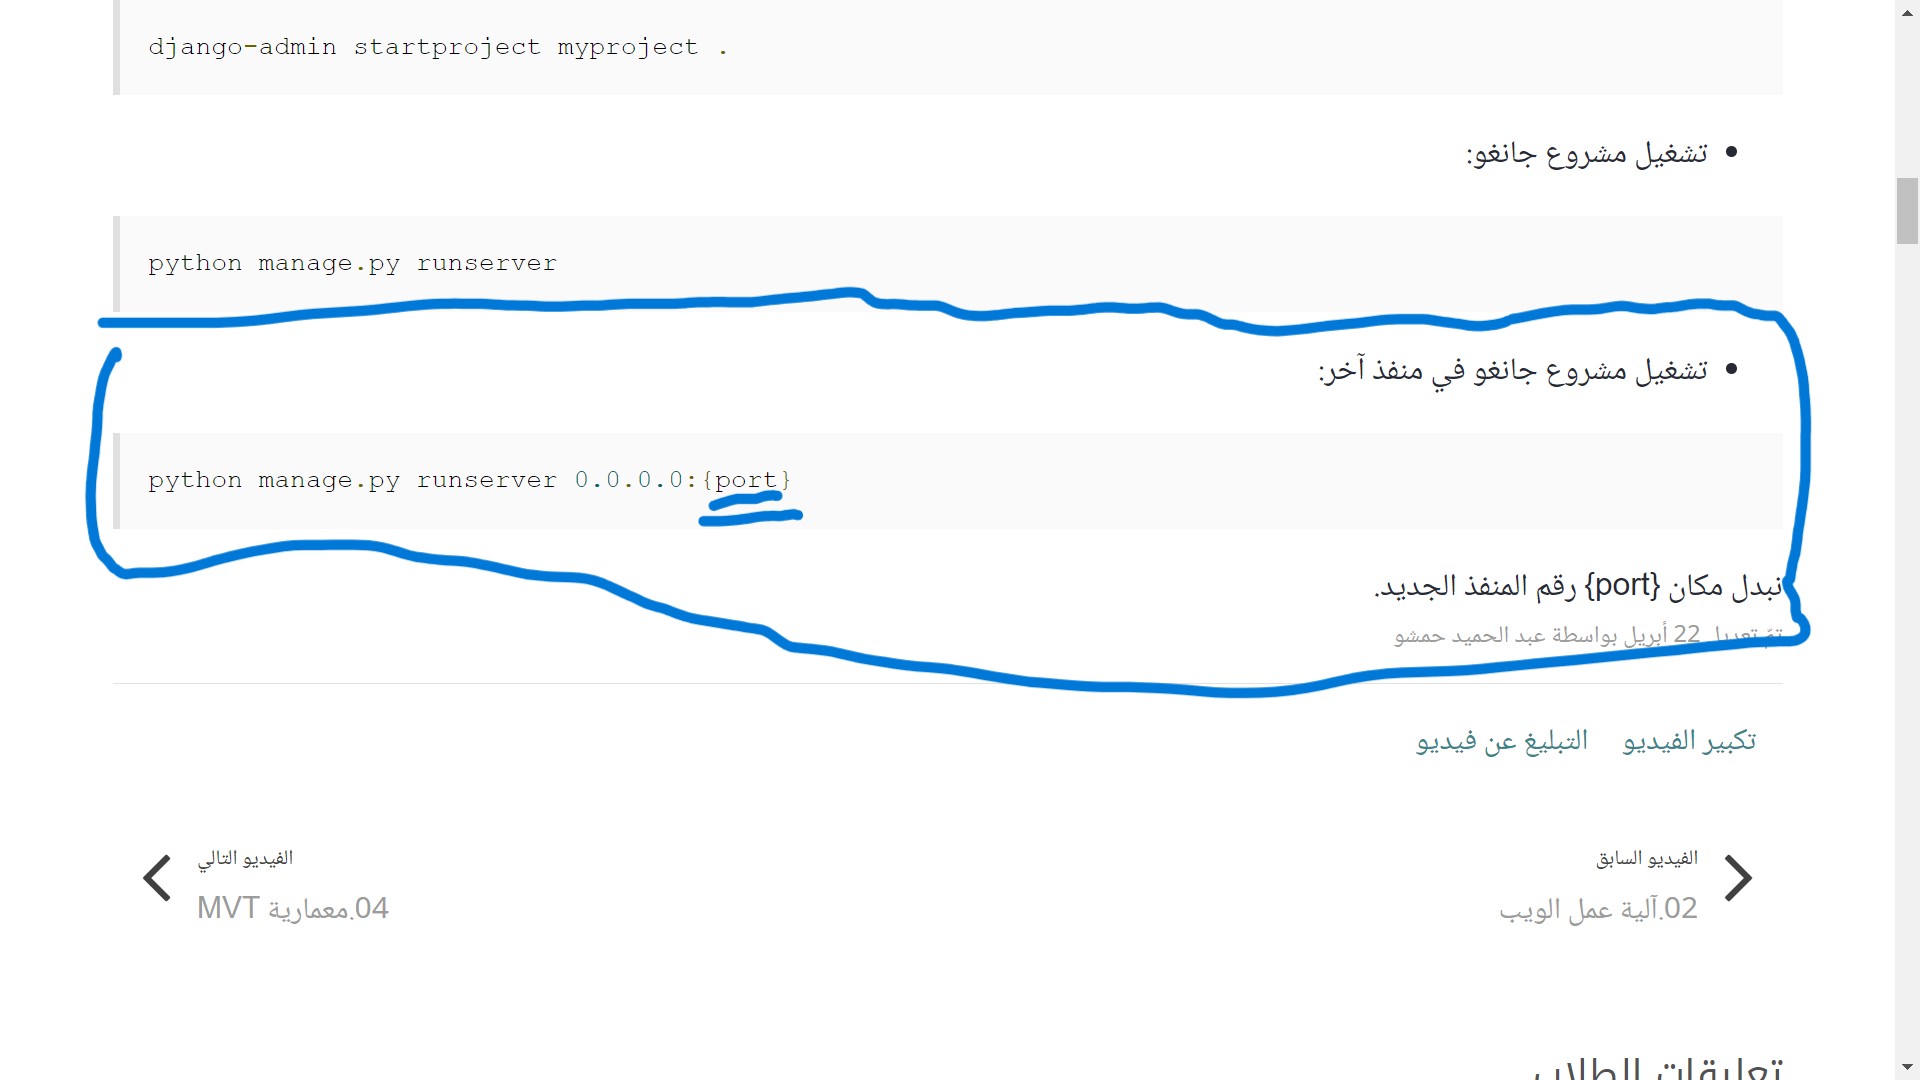 django-admin startproject myproject .
تشغيل مشروع جانغو:
python manage.py runserver
تشغيل مشروع جانغو في منفذ آخر:
python manage.py runserver 0.0.0.0:{port}
نبدل مكان {port} رقم المنفذ الجديد.
تمّ تعديل 22 أبريل بواسطة عبد الحميد حمشو
تكبير الفيديو التبليغ عن فيديو
الفيديو السابق
02.آلية عمل الويب
الفيديو التالي
04.معمارية MVT
تعليقات الطلاب